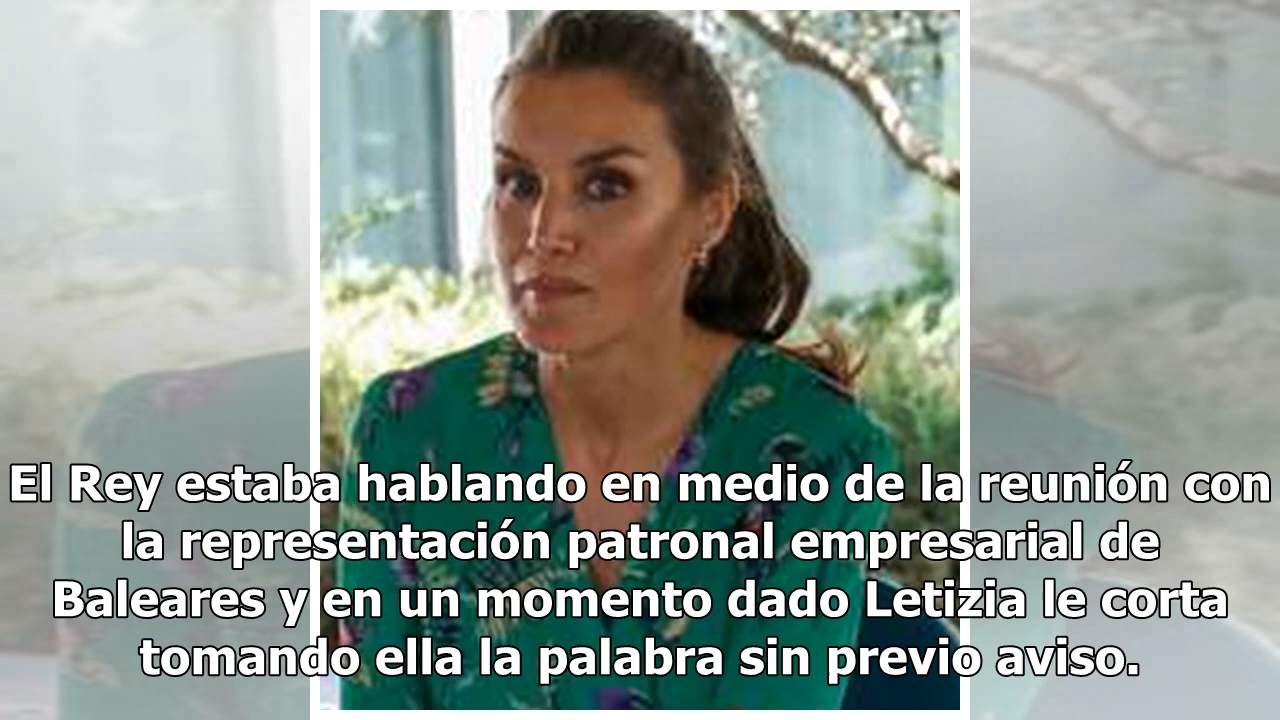 El Rey estaba hablando en medio de la reunión con
la representación patronal empresarial de
Baleares y en un momento dado Letizia le corta
tomando ella la palabra sin previo aviso.